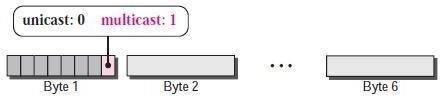 unicast: 0 multicast: 1
...
Byte 1 Byte 2 Byte 6